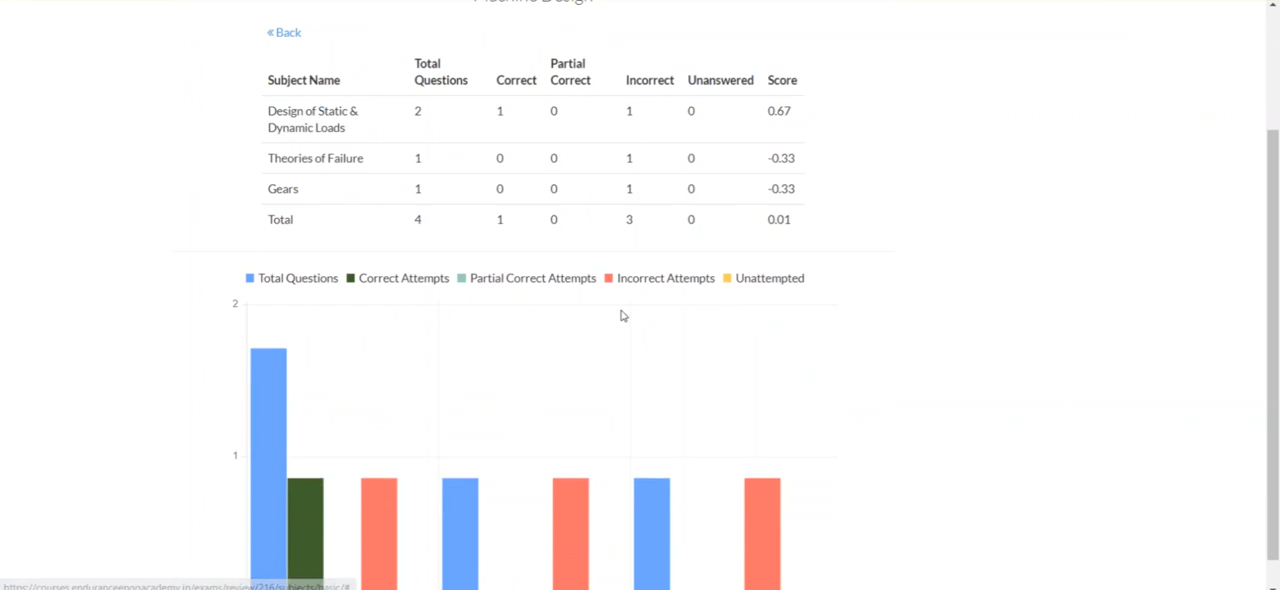 Machine Design
« Back
Subject Name Total Questions Correct Partial Correct Incorrect Unanswered Score
Design of Static & Dynamic Loads 2 1 0 1 0 0.67
Theories of Failure 1 0 0 1 0 -0.33
Gears 1 0 0 1 0 -0.33
Total 4 1 0 3 0 0.01
Total Questions Correct Attempts Partial Correct Attempts Incorrect Attempts Unattempted
2
1